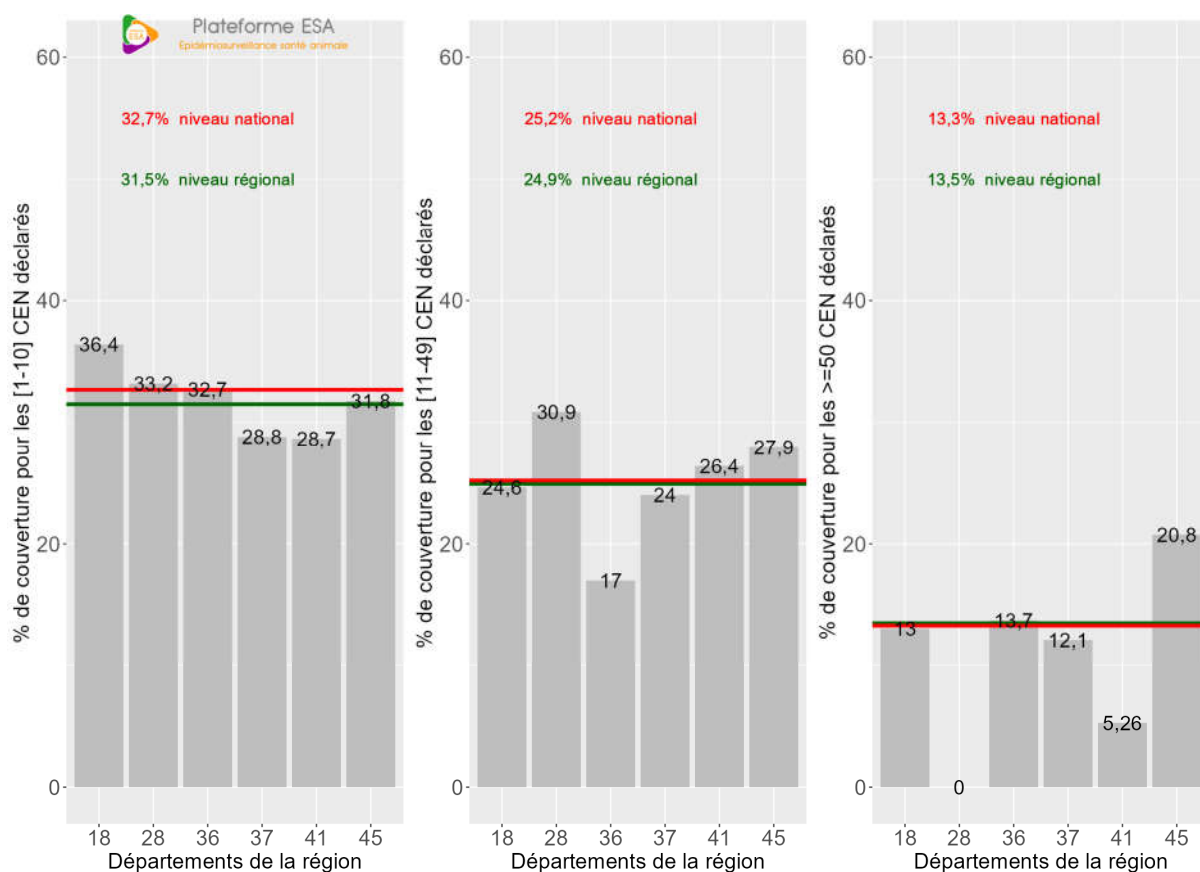 Plateforme ESA
ESA
Epidémiosurveillance santé animale
% de couverture pour les [1-10] CEN déclarés
60
40
20
0
32,7% niveau national
31,5% niveau régional
36,4
33,2
32,7
28,8
28,7
31,8
18 28 36 37 41 45
Départements de la région
% de couverture pour les [11-49] CEN déclarés
60
40
20
0
25,2% niveau national
24,9% niveau régional
24,6
30,9
17
24
26,4
27,9
18 28 36 37 41 45
Départements de la région
% de couverture pour les >=50 CEN déclarés
60
40
20
0
13,3% niveau national
13,5% niveau régional
13
0
13,7
12,1
5,26
20,8
18 28 36 37 41 45
Départements de la région